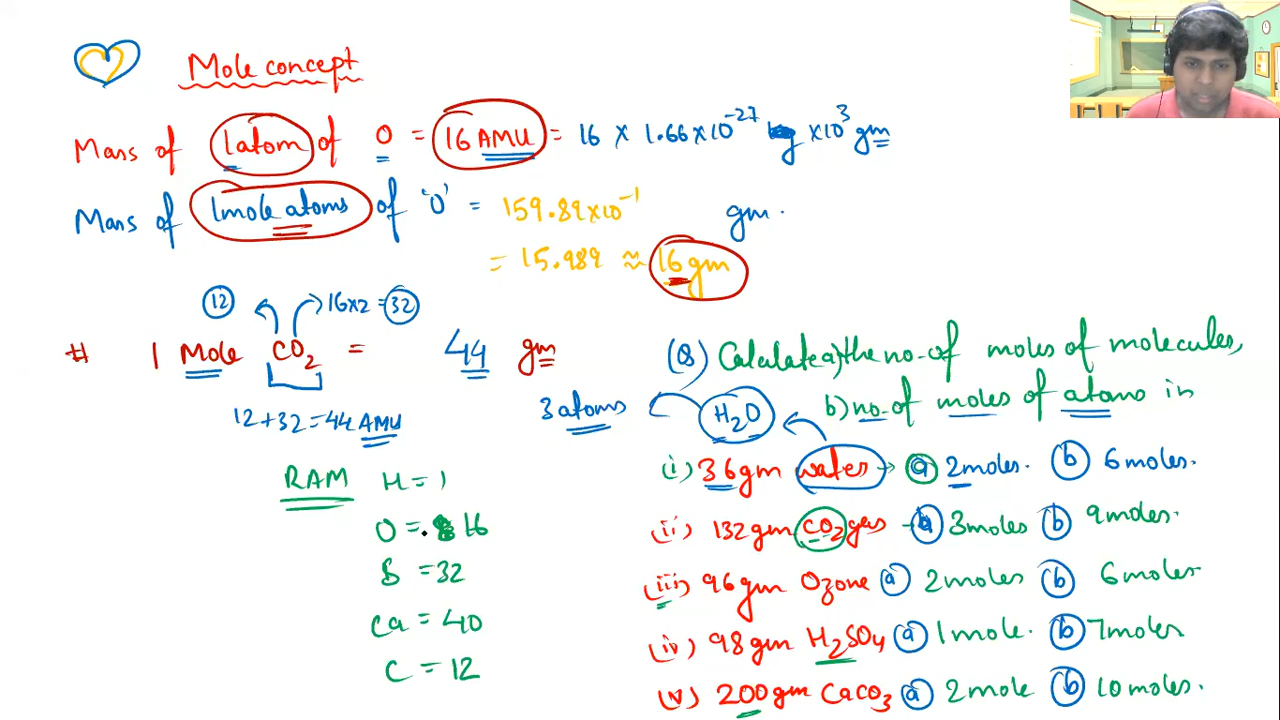 Mole concept
Mass of 1atom of O = 16 AMU = 16 × 1.66×10⁻²⁷ kg ×10³ gm
Mass of 1mole atoms of 'O' = 159.89×10⁻¹ gm.
= 15.989 ≈ 16gm
12 16×2 = 32
# 1 Mole CO₂ = 44 gm
12+32=44 AMU
(Q) Calculate a) the no. of moles of molecules,
b) no. of moles of atoms in
3 atoms H₂O
(i) 36gm water → a 2moles. b 6moles.
(ii) 132gm CO₂ gas → a 3moles b 9moles.
(iii) 96gm Ozone a 2moles b 6moles
(iv) 98gm H₂SO₄ a 1mole. b 7moles
(v) 200gm CaCO₃ a 2mole b 10moles.
RAM H = 1
O = 16
S = 32
Ca = 40
C = 12